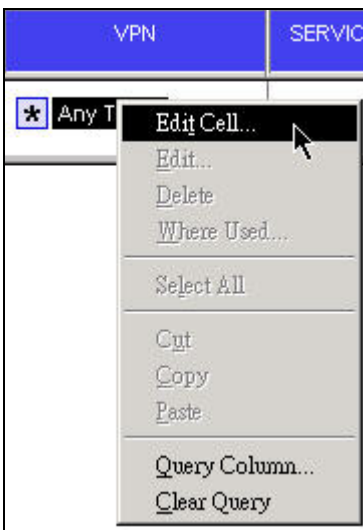 VPN SERVIC
* Any T
Edit Cell...
Edit...
Delete
Where Used...
Select All
Cut
Copy
Paste
Query Column...
Clear Query